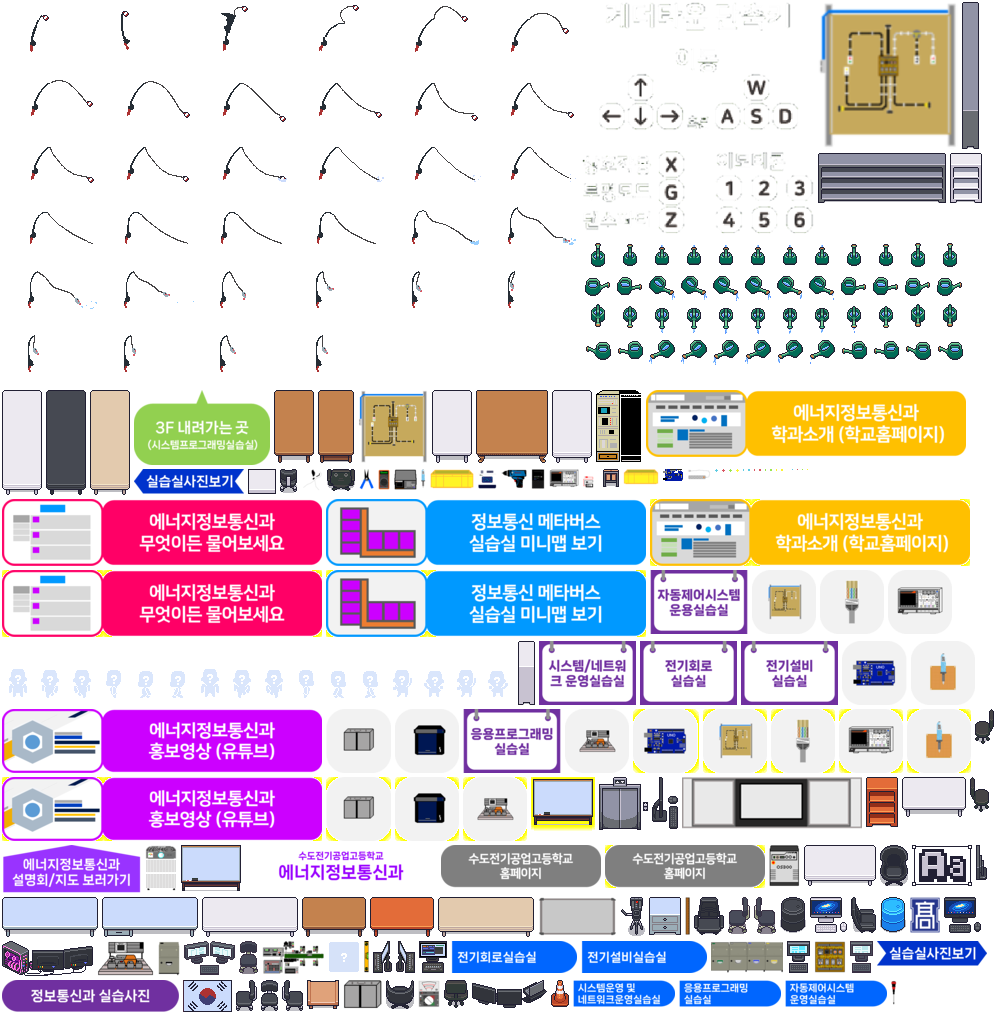 ↑
W
← ↓ →
A S D
X
G
Z
1 2 3
4 5 6
3F 내려가는 곳
(시스템프로그래밍실습실)
에너지정보통신과
학과소개 (학교홈페이지)
실습실사진보기
에너지정보통신과
무엇이든 물어보세요
정보통신 메타버스
실습실 미니맵 보기
에너지정보통신과
학과소개 (학교홈페이지)
에너지정보통신과
무엇이든 물어보세요
정보통신 메타버스
실습실 미니맵 보기
자동제어시스템
운용실습실
시스템/네트워
크 운영실습실
전기회로
실습실
전기설비
실습실
에너지정보통신과
홍보영상 (유튜브)
응용프로그래밍
실습실
에너지정보통신과
홍보영상 (유튜브)
에너지정보통신과
설명회/지도 보러가기
수도전기공업고등학교
에너지정보통신과
수도전기공업고등학교
홈페이지
수도전기공업고등학교
홈페이지
Aa
高
?
전기회로실습실
전기설비실습실
실습실사진보기
정보통신과 실습사진
시스템운영 및
네트워크운영실습실
응용프로그래밍
실습실
자동제어시스템
운영실습실